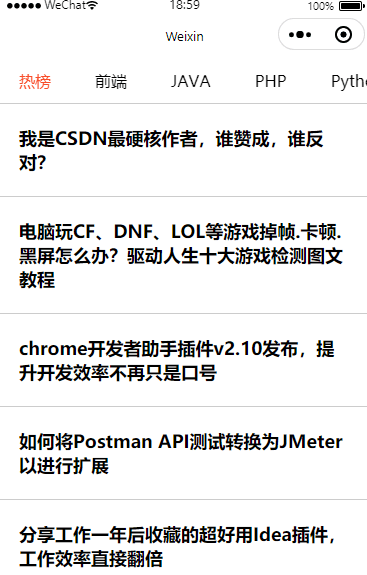 WeChat 18:59 100%
Weixin
热榜 前端 JAVA PHP Pytho
我是CSDN最硬核作者，谁赞成，谁反
对？
电脑玩CF、DNF、LOL等游戏掉帧.卡顿.
黑屏怎么办？驱动人生十大游戏检测图文
教程
chrome开发者助手插件v2.10发布，提
升开发效率不再只是口号
如何将Postman API测试转换为JMeter
以进行扩展
分享工作一年后收藏的超好用Idea插件，
工作效率直接翻倍